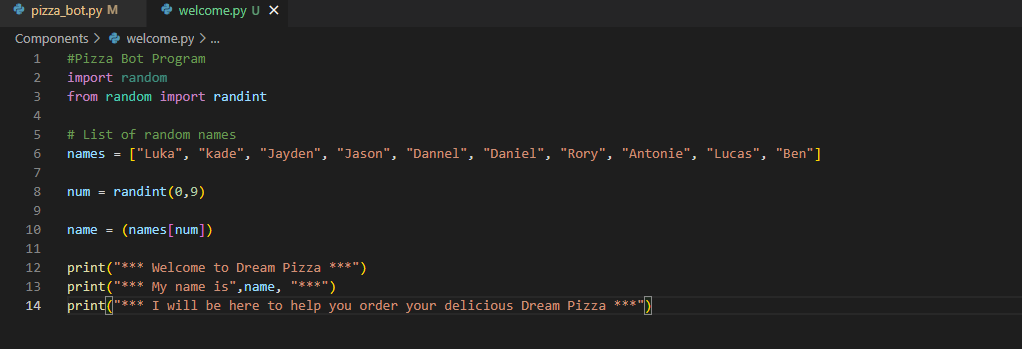 pizza_bot.py M welcome.py U ×
Components > welcome.py > ...
1 #Pizza Bot Program
2 import random
3 from random import randint
4
5 # List of random names
6 names = ["Luka", "kade", "Jayden", "Jason", "Dannel", "Daniel", "Rory", "Antonie", "Lucas", "Ben"]
7
8 num = randint(0,9)
9
10 name = (names[num])
11
12 print("*** Welcome to Dream Pizza ***")
13 print("*** My name is",name, "***")
14 print("*** I will be here to help you order your delicious Dream Pizza ***")